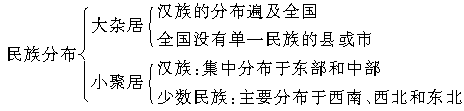 民族分布
大杂居
汉族的分布遍及全国
全国没有单一民族的县或市
小聚居
汉族：集中分布于东部和中部
少数民族：主要分布于西南、西北和东北